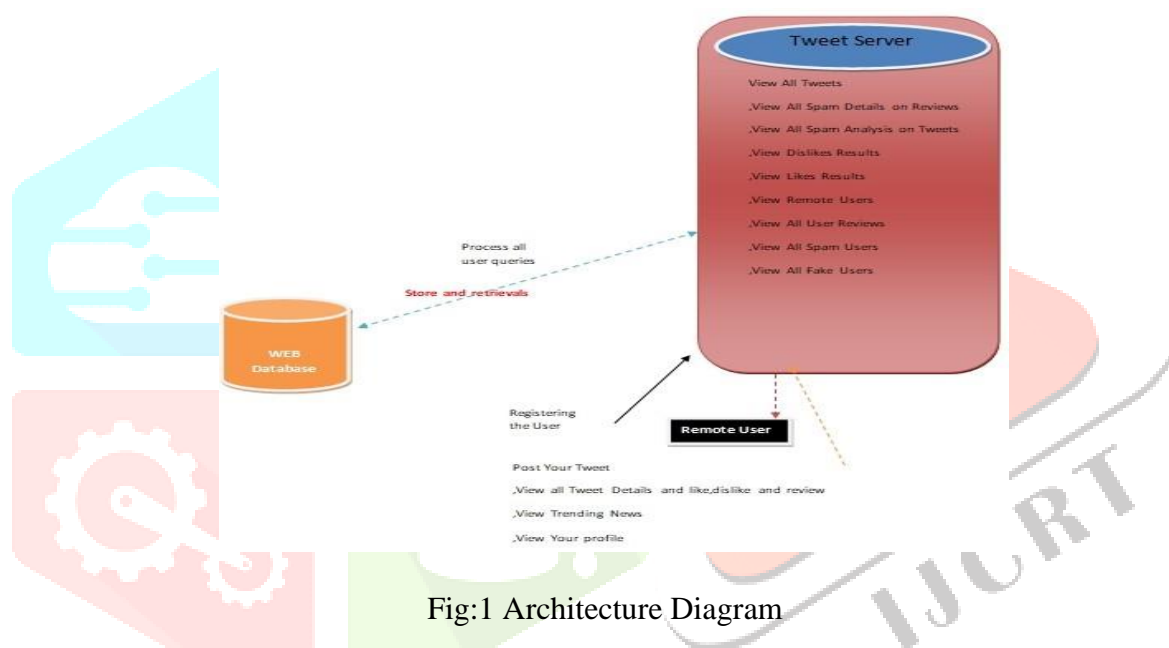 Tweet Server
View All Tweets
,View All Spam Details on Reviews
,View All Spam Analysis on Tweets
,View Dislikes Results
,View Likes Results
,View Remote Users
,View All User Reviews
,View All Spam Users
,View All Fake Users
Process all
user queries
Store and retrievals
WEB
Database
Registering
the User
Remote User
Post Your Tweet
,View all Tweet Details and like,dislike and review
,View Trending News
,View Your profile
IJCRT
Fig:1 Architecture Diagram